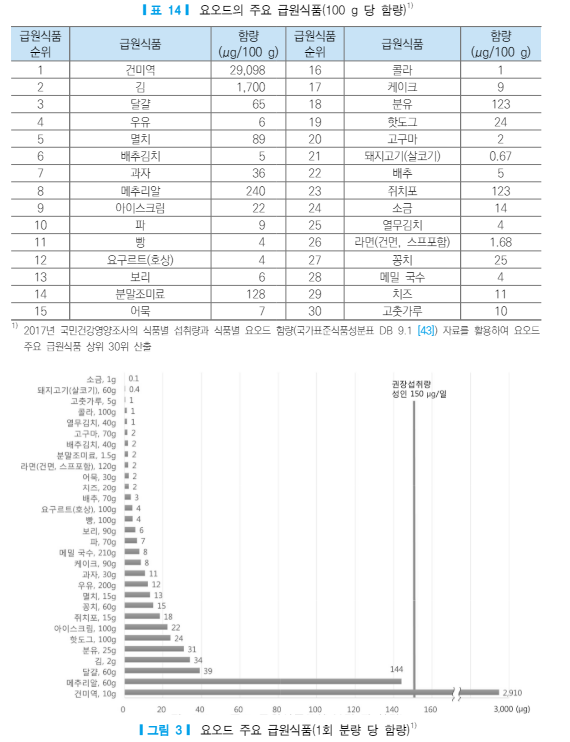 표 14 요오드의 주요 급원식품(100 g 당 함량)1)
급원식품 순위 급원식품 함량 (μg/100 g) 급원식품 순위 급원식품 함량 (μg/100 g)
1 건미역 29,098 16 콜라 1
2 김 1,700 17 케이크 9
3 달걀 65 18 분유 123
4 우유 6 19 핫도그 24
5 멸치 89 20 고구마 2
6 배추김치 5 21 돼지고기(살코기) 0.67
7 과자 36 22 배추 5
8 메추리알 240 23 쥐치포 123
9 아이스크림 22 24 소금 14
10 파 9 25 열무김치 4
11 빵 4 26 라면(건면, 스프포함) 1.68
12 요구르트(호상) 4 27 꽁치 25
13 보리 6 28 메밀 국수 4
14 분말조미료 128 29 치즈 11
15 어묵 7 30 고춧가루 10
1) 2017년 국민건강영양조사의 식품별 섭취량과 식품별 요오드 함량(국가표준식품성분표 DB 9.1 [43]) 자료를 활용하여 요오드
주요 급원식품 상위 30위 산출
권장섭취량
성인 150 μg/일
소금, 1g 0.1
돼지고기(살코기), 60g 0.4
고춧가루, 5g 1
콜라, 100g 1
열무김치, 40g 1
고구마, 70g 2
배추김치, 40g 2
분말조미료, 1.5g 2
라면(건면, 스프포함), 120g 2
어묵, 30g 2
치즈, 20g 2
배추, 70g 3
요구르트(호상), 100g 4
빵, 100g 4
보리, 90g 6
파, 70g 7
메밀 국수, 210g 8
케이크, 90g 8
과자, 30g 11
우유, 200g 12
멸치, 15g 13
꽁치, 60g 15
쥐치포, 15g 18
아이스크림, 100g 22
핫도그, 100g 24
분유, 25g 31
김, 2g 34
달걀, 60g 39
메추리알, 60g 144
건미역, 10g 2,910
0 20 40 60 80 100 120 140 160 3,000 (μg)
그림 3 요오드 주요 급원식품(1회 분량 당 함량)1)